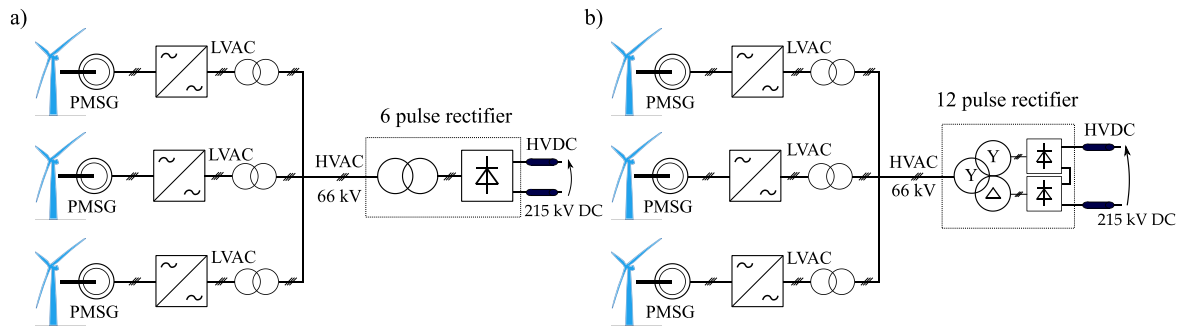 a)
LVAC
PMSG
6 pulse rectifier
LVAC
HVAC
HVDC
PMSG
66 kV
215 kV DC
LVAC
PMSG
b)
LVAC
PMSG
12 pulse rectifier
LVAC
HVAC
HVDC
Y
Y
PMSG
66 kV
Δ
215 kV DC
LVAC
PMSG